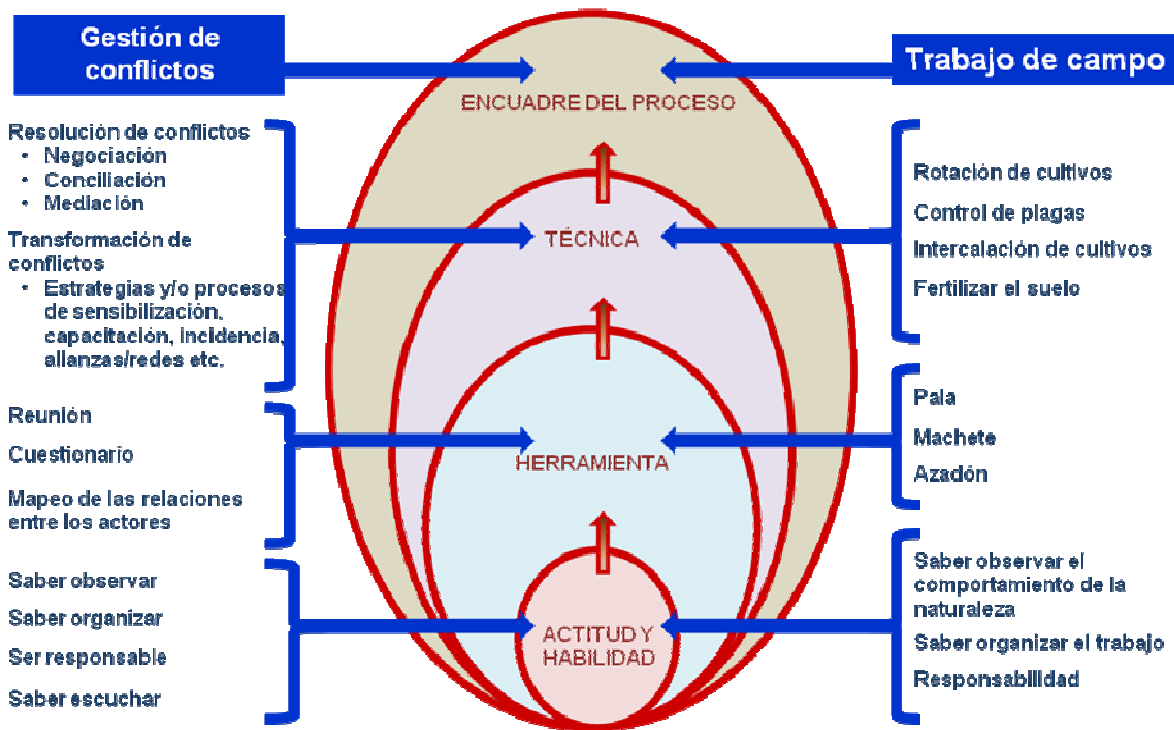 Gestión de
conflictos
Resolución de conflictos
• Negociación
• Conciliación
• Mediación
Transformación de
conflictos
• Estrategias y/o procesos
de sensibilización,
capacitación, incidencia,
alianzas/redes etc.
Reunión
Cuestionario
Mapeo de las relaciones
entre los actores
Saber observar
Saber organizar
Ser responsable
Saber escuchar
ENCUADRE DEL PROCESO
TÉCNICA
HERRAMIENTA
ACTITUD Y
HABILIDAD
Trabajo de campo
Rotación de cultivos
Control de plagas
Intercalación de cultivos
Fertilizar el suelo
Pala
Machete
Azadón
Saber observar el
comportamiento de la
naturaleza
Saber organizar el trabajo
Responsabilidad